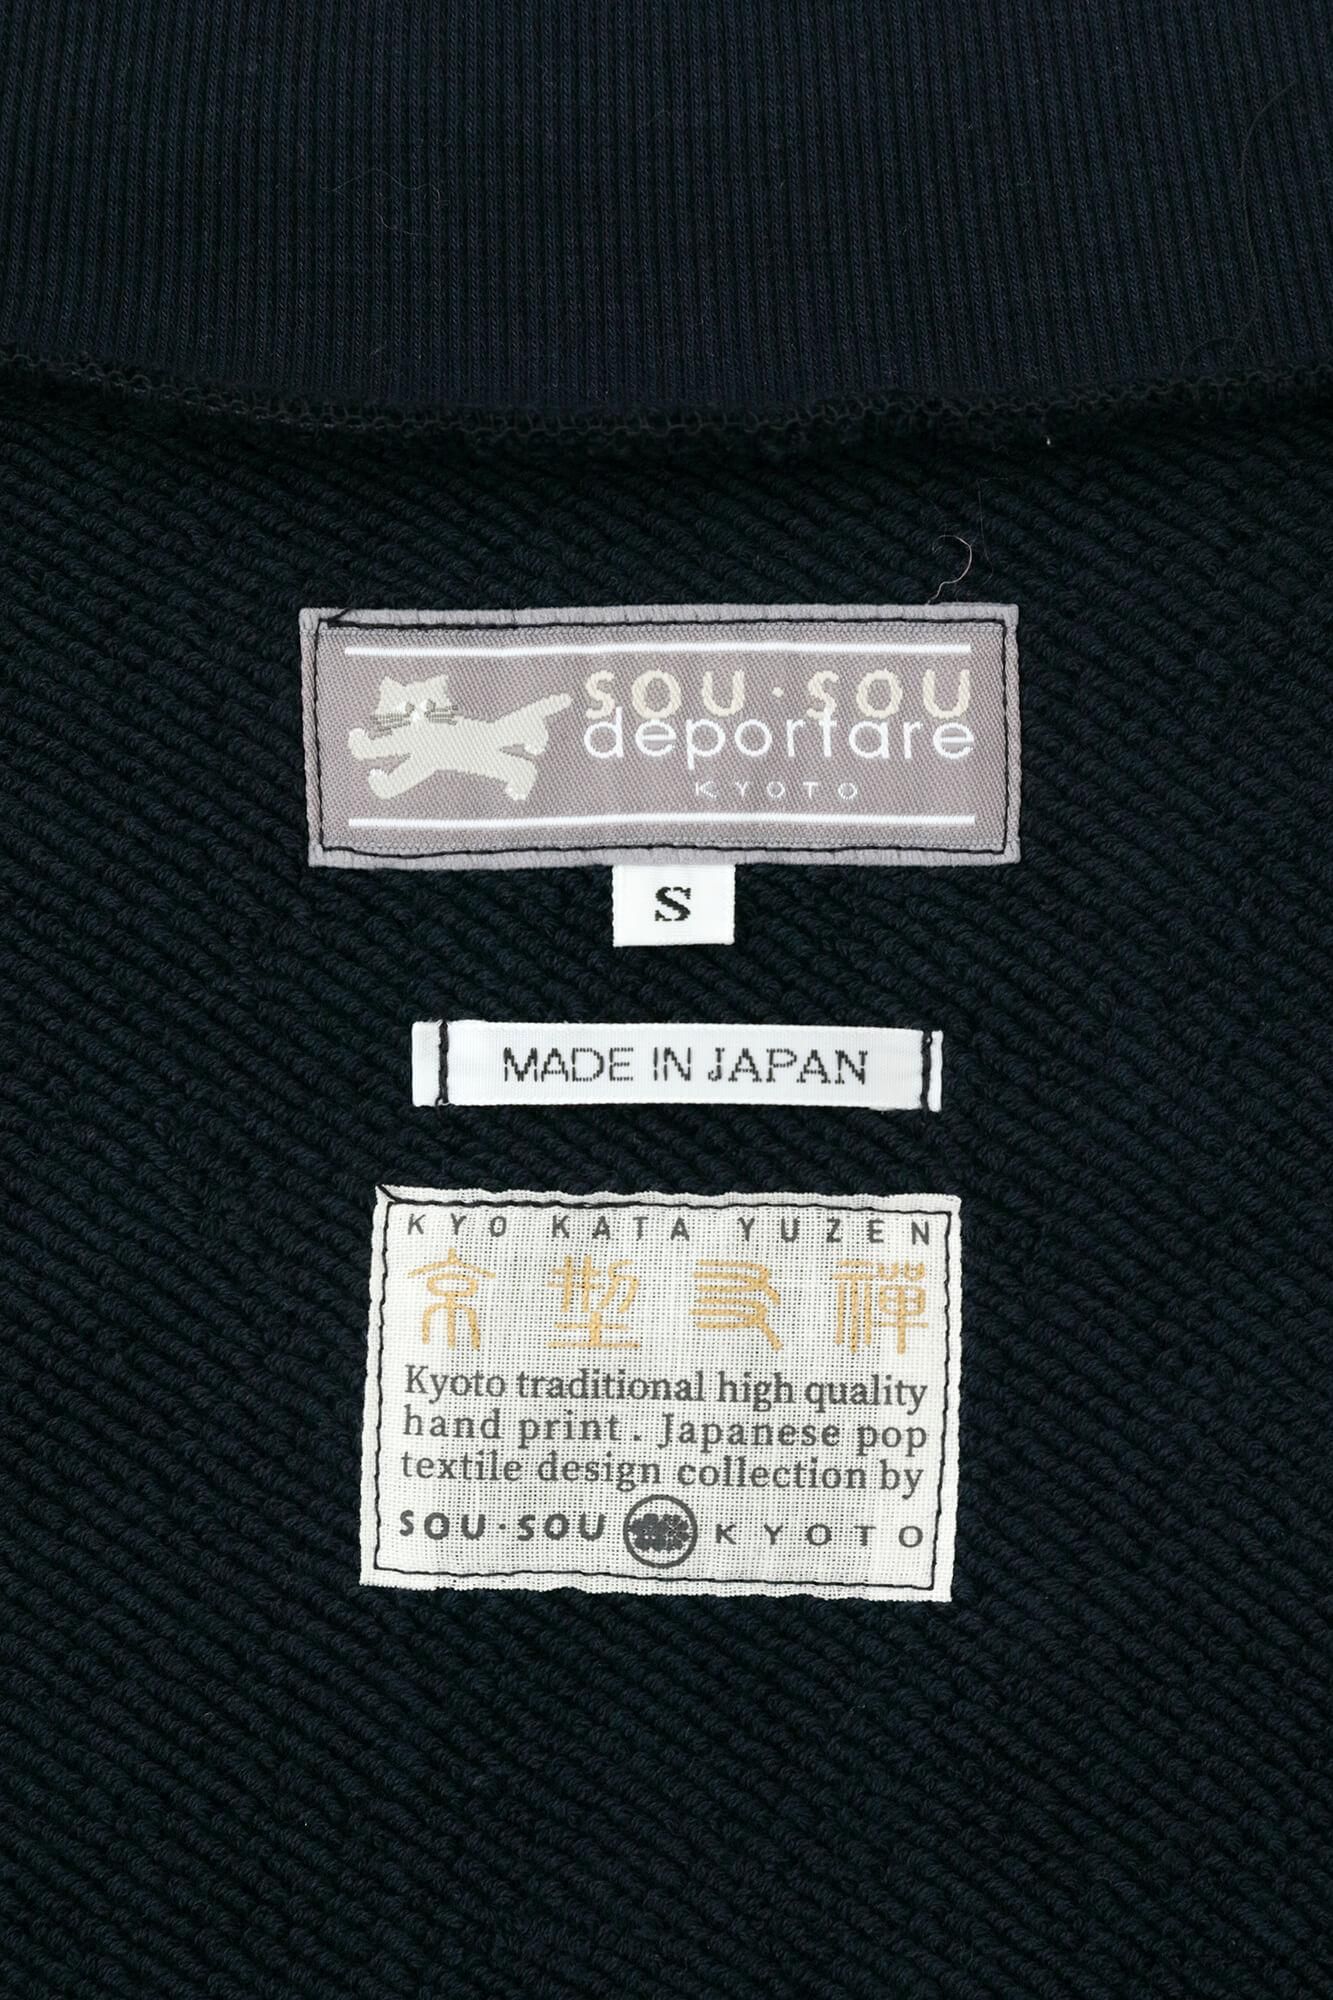 SOU・SOU
deportare
KYOTO
S
MADE IN JAPAN
KYO KATA YUZEN
京型友禅
Kyoto traditional high quality
hand print. Japanese pop
textile design collection by
SOU・SOU KYOTO